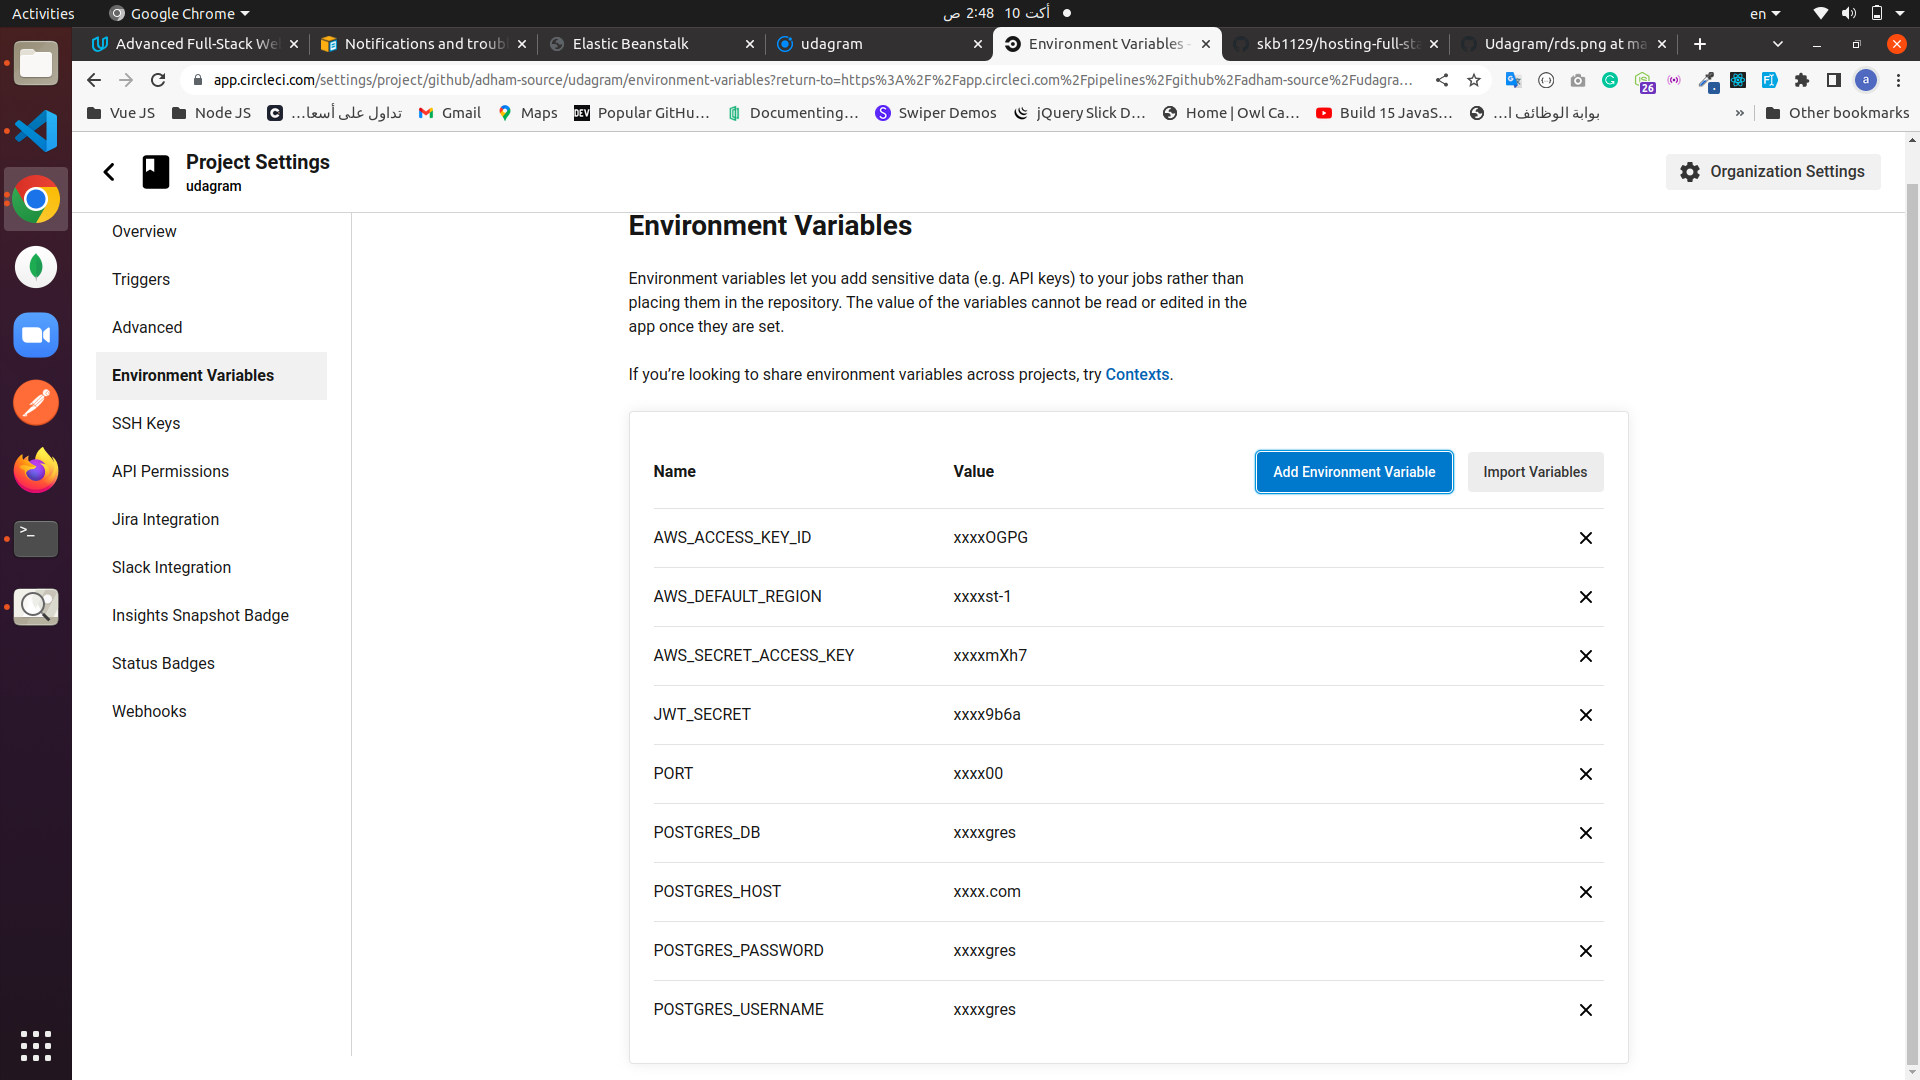 Activities
Google Chrome
ص 2:48 10 أكت
en
Advanced Full-Stack We
Notifications and troub
Elastic Beanstalk
udagram
Environment Variables -
skb1129/hosting-full-sta
Udagram/rds.png at ma
app.circleci.com/settings/project/github/adham-source/udagram/environment-variables?return-to=https%3A%2F%2Fapp.circleci.com%2Fpipelines%2Fgithub%2Fadham-source%2Fudagra...
26
a
Vue JS
Node JS
تداول على أسعا...
Gmail
Maps
DEV
Popular GitHu...
Documenting...
Swiper Demos
jQuery Slick D...
Home | Owl Ca...
Build 15 JavaS...
بوابة الوظائف ا...
»
Other bookmarks
Project Settings
udagram
Organization Settings
Overview
Triggers
Advanced
Environment Variables
SSH Keys
API Permissions
Jira Integration
Slack Integration
Insights Snapshot Badge
Status Badges
Webhooks
Environment Variables
Environment variables let you add sensitive data (e.g. API keys) to your jobs rather than
placing them in the repository. The value of the variables cannot be read or edited in the
app once they are set.
If you’re looking to share environment variables across projects, try Contexts.
Name Value Add Environment Variable Import Variables
AWS_ACCESS_KEY_ID xxxxOGPG
AWS_DEFAULT_REGION xxxxst-1
AWS_SECRET_ACCESS_KEY xxxxmXh7
JWT_SECRET xxxx9b6a
PORT xxxx00
POSTGRES_DB xxxxgres
POSTGRES_HOST xxxx.com
POSTGRES_PASSWORD xxxxgres
POSTGRES_USERNAME xxxxgres